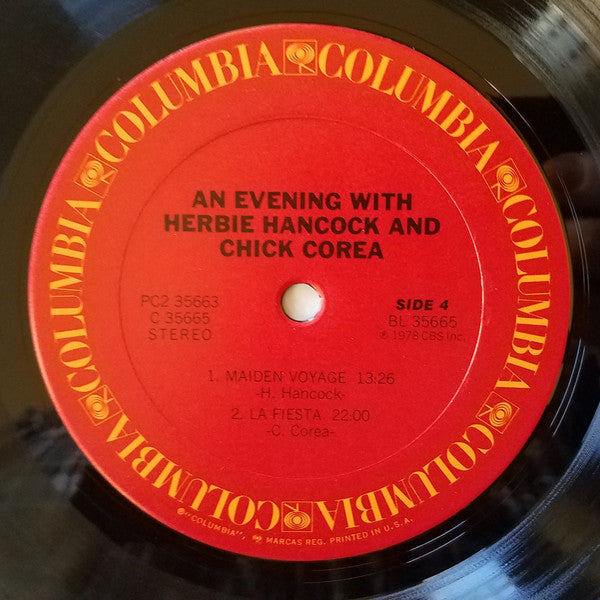 COLUMBIA COLUMBIA COLUMBIA COLUMBIA COLUMBIA COLUMBIA
AN EVENING WITH
HERBIE HANCOCK AND
CHICK COREA
PC2 35663
C 35665
STEREO
SIDE 4
BL 35665
℗ 1978 CBS Inc.
1. MAIDEN VOYAGE 13:26
-H. Hancock-
2. LA FIESTA 22:00
-C. Corea-
®"COLUMBIA", MARCAS REG. PRINTED IN U.S.A.